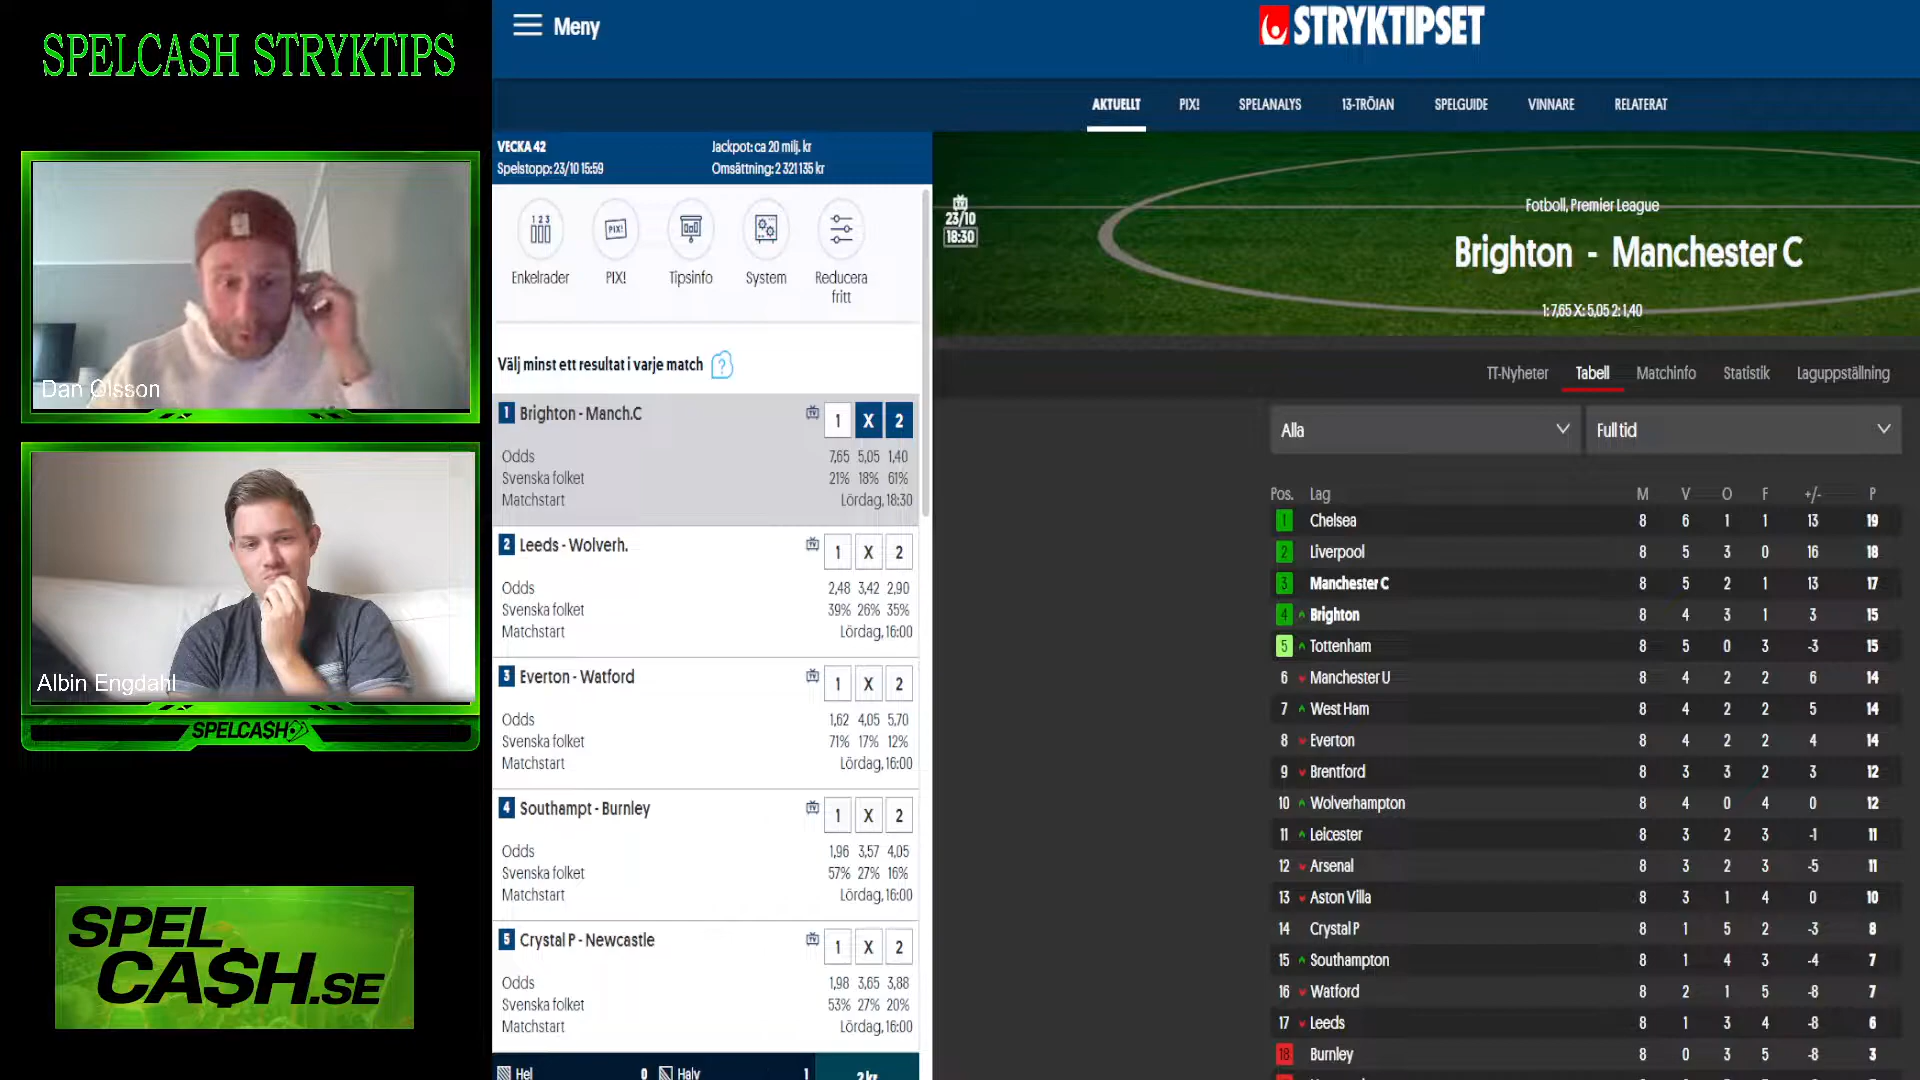 SPELCASH STRYKTIPS
Dan Olsson
Albin Engdahl
SPELCA$H
SPEL
CA$H.SE
Meny
STRYKTIPSET
AKTUELLT PIX! SPELANALYS 13-TRÖJAN SPELGUIDE VINNARE RELATERAT
VECKA 42 Jackpot: ca 20 milj. kr
Spelstopp: 23/10 15:59 Omsättning: 2 321 135 kr
1 2 3 PIX!
Enkelrader PIX! Tipsinfo System Reducera
fritt
Välj minst ett resultat i varje match ?
1 Brighton - Manch.C TV 1 X 2
Odds 7,65 5,05 1,40
Svenska folket 21% 18% 61%
Matchstart Lördag, 18:30
2 Leeds - Wolverh. TV 1 X 2
Odds 2,48 3,42 2,90
Svenska folket 39% 26% 35%
Matchstart Lördag, 16:00
3 Everton - Watford TV 1 X 2
Odds 1,62 4,05 5,70
Svenska folket 71% 17% 12%
Matchstart Lördag, 16:00
4 Southampt - Burnley TV 1 X 2
Odds 1,96 3,57 4,05
Svenska folket 57% 27% 16%
Matchstart Lördag, 16:00
5 Crystal P - Newcastle TV 1 X 2
Odds 1,98 3,65 3,88
Svenska folket 53% 27% 20%
Matchstart Lördag, 16:00
Hel 0 Halv 1 2 kr
TV
23/10
18:30
Fotboll, Premier League
Brighton - Manchester C
1: 7,65 X: 5,05 2: 1,40
TT-Nyheter Tabell Matchinfo Statistik Laguppställning
Alla Full tid
Pos. Lag M V O F +/- P
1 Chelsea 8 6 1 1 13 19
2 Liverpool 8 5 3 0 16 18
3 Manchester C 8 5 2 1 13 17
4 Brighton 8 4 3 1 3 15
5 Tottenham 8 5 0 3 -3 15
6 Manchester U 8 4 2 2 6 14
7 West Ham 8 4 2 2 5 14
8 Everton 8 4 2 2 4 14
9 Brentford 8 3 3 2 3 12
10 Wolverhampton 8 4 0 4 0 12
11 Leicester 8 3 2 3 -1 11
12 Arsenal 8 3 2 3 -5 11
13 Aston Villa 8 3 1 4 0 10
14 Crystal P 8 1 5 2 -3 8
15 Southampton 8 1 4 3 -4 7
16 Watford 8 2 1 5 -8 7
17 Leeds 8 1 3 4 -8 6
18 Burnley 8 0 3 5 -8 3